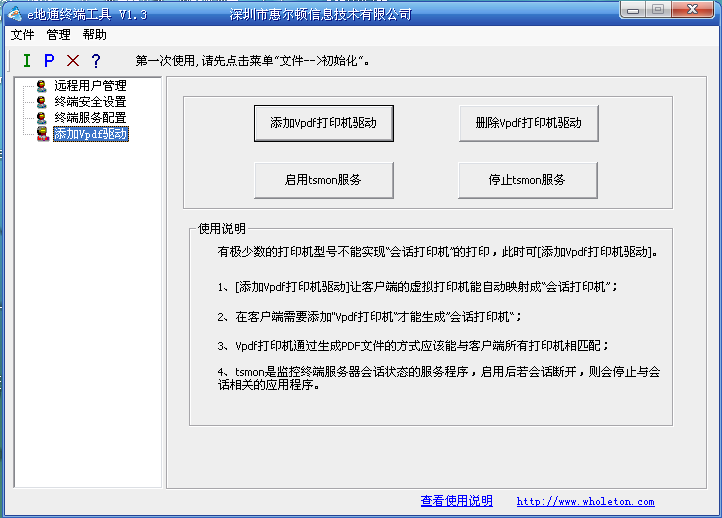 e地通终端工具 V1.3 深圳市惠尔顿信息技术有限公司
文件 管理 帮助
I P X ? 第一次使用,请先点击菜单"文件-->初始化"。
远程用户管理
终端安全设置
终端服务配置
添加Vpdf驱动
添加Vpdf打印机驱动 删除Vpdf打印机驱动
启用tsmon服务 停止tsmon服务
使用说明
有极少数的打印机型号不能实现"会话打印机"的打印，此时可[添加Vpdf打印机驱动]。
1、[添加Vpdf打印机驱动]让客户端的虚拟打印机能自动映射成"会话打印机"；
2、在客户端需要添加"Vpdf打印机"才能生成"会话打印机"；
3、Vpdf打印机通过生成PDF文件的方式应该能与客户端所有打印机相匹配；
4、tsmon是监控终端服务器会话状态的服务程序，启用后若会话断开，则会停止与会
话相关的应用程序。
查看使用说明 http://www.wholeton.com